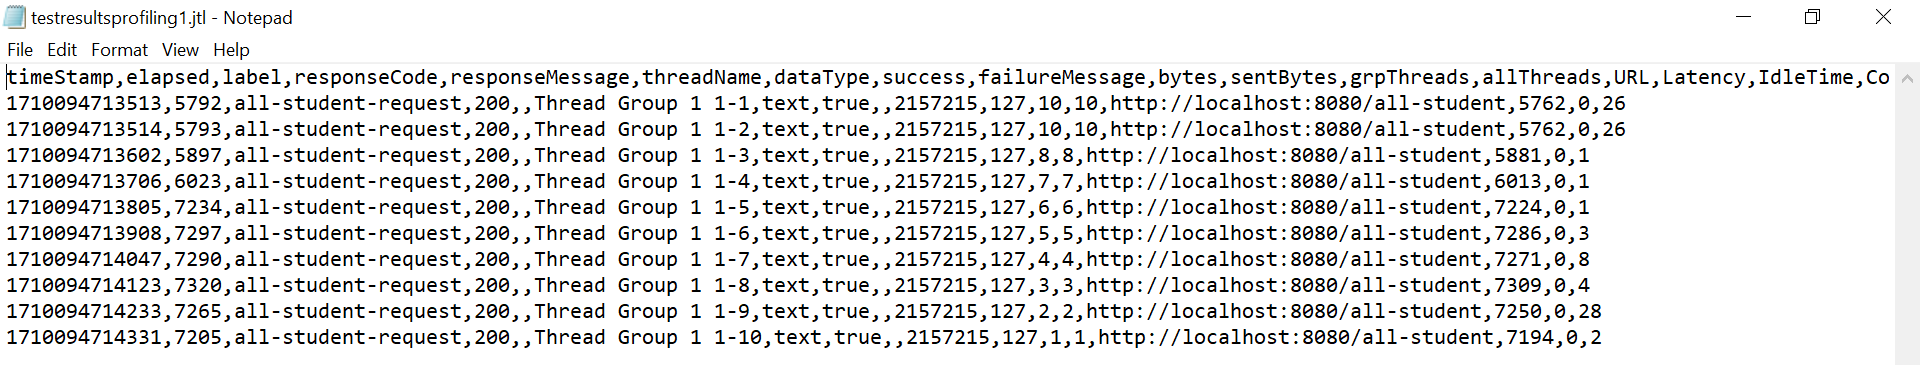 testresultsprofiling1.jtl - Notepad
File Edit Format View Help
timeStamp,elapsed,label,responseCode,responseMessage,threadName,dataType,success,failureMessage,bytes,sentBytes,grpThreads,allThreads,URL,Latency,IdleTime,Co
1710094713513,5792,all-student-request,200,,Thread Group 1 1-1,text,true,,2157215,127,10,10,http://localhost:8080/all-student,5762,0,26
1710094713514,5793,all-student-request,200,,Thread Group 1 1-2,text,true,,2157215,127,10,10,http://localhost:8080/all-student,5762,0,26
1710094713602,5897,all-student-request,200,,Thread Group 1 1-3,text,true,,2157215,127,8,8,http://localhost:8080/all-student,5881,0,1
1710094713706,6023,all-student-request,200,,Thread Group 1 1-4,text,true,,2157215,127,7,7,http://localhost:8080/all-student,6013,0,1
1710094713805,7234,all-student-request,200,,Thread Group 1 1-5,text,true,,2157215,127,6,6,http://localhost:8080/all-student,7224,0,1
1710094713908,7297,all-student-request,200,,Thread Group 1 1-6,text,true,,2157215,127,5,5,http://localhost:8080/all-student,7286,0,3
1710094714047,7290,all-student-request,200,,Thread Group 1 1-7,text,true,,2157215,127,4,4,http://localhost:8080/all-student,7271,0,8
1710094714123,7320,all-student-request,200,,Thread Group 1 1-8,text,true,,2157215,127,3,3,http://localhost:8080/all-student,7309,0,4
1710094714233,7265,all-student-request,200,,Thread Group 1 1-9,text,true,,2157215,127,2,2,http://localhost:8080/all-student,7250,0,28
1710094714331,7205,all-student-request,200,,Thread Group 1 1-10,text,true,,2157215,127,1,1,http://localhost:8080/all-student,7194,0,2